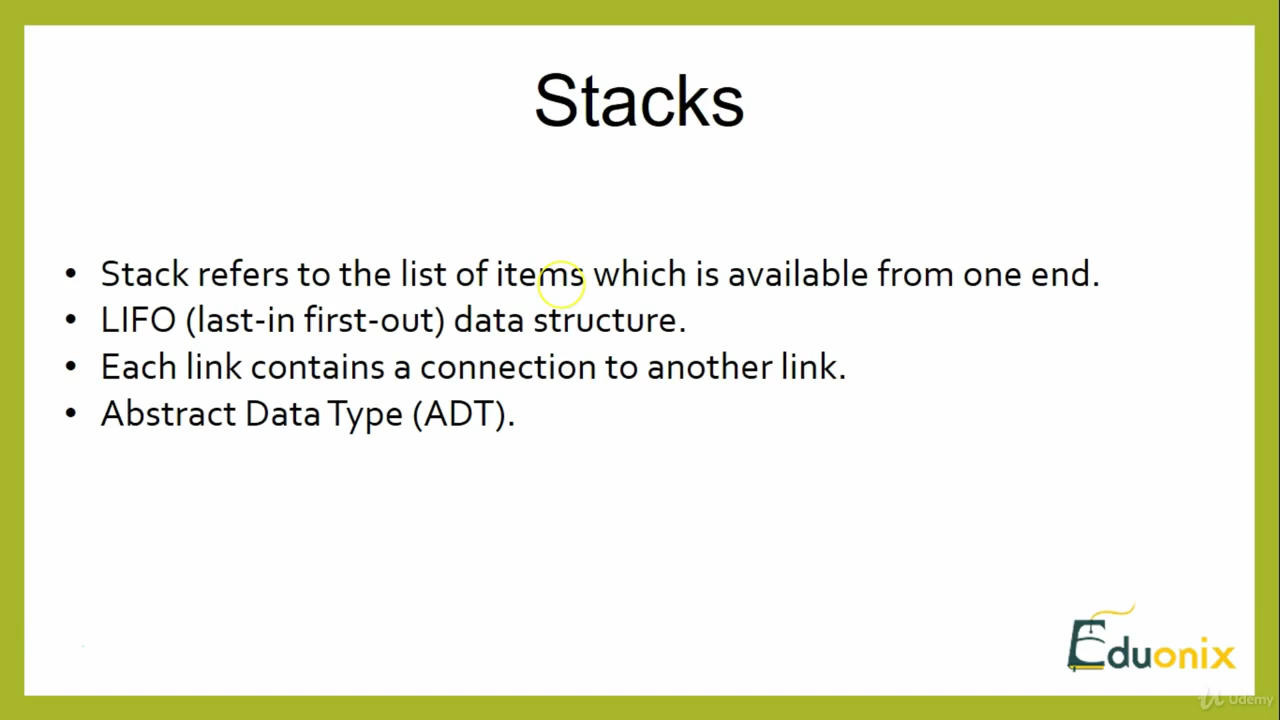 Stacks
• Stack refers to the list of items which is available from one end.
• LIFO (last-in first-out) data structure.
• Each link contains a connection to another link.
• Abstract Data Type (ADT).
Eduonix
Udemy